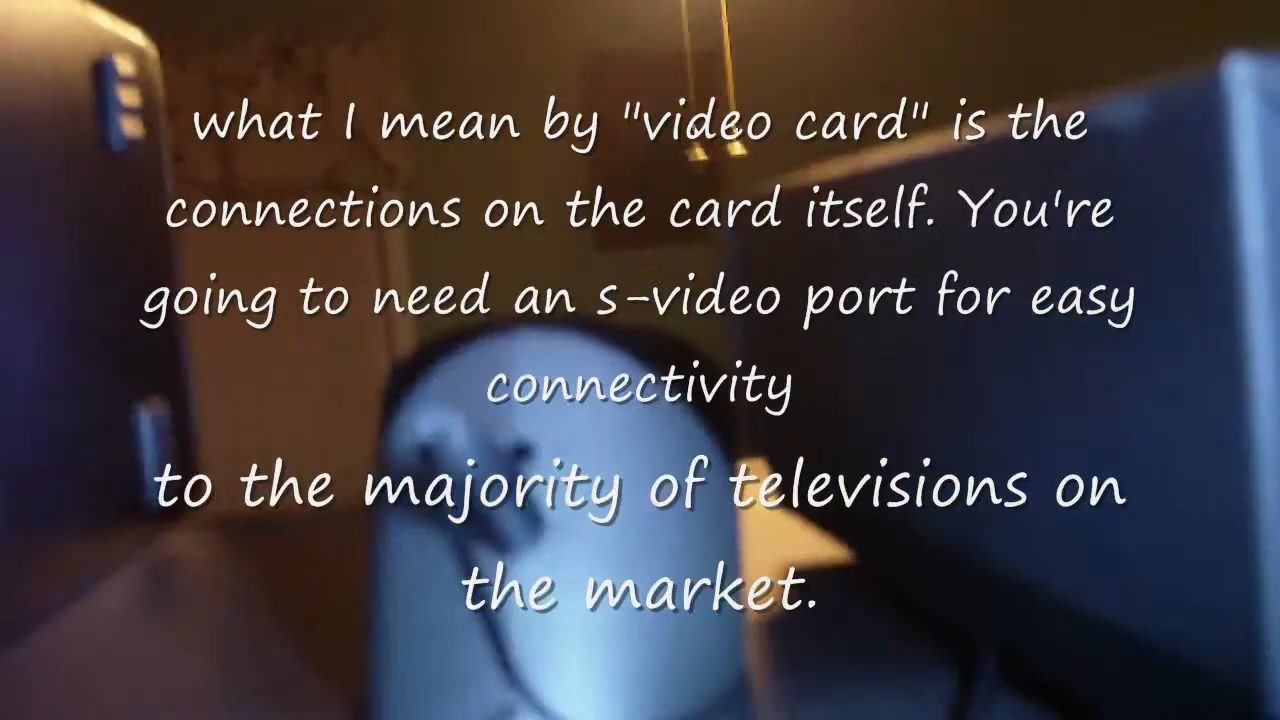 what I mean by "video card" is the
connections on the card itself. You're
going to need an s-video port for easy
connectivity
to the majority of televisions on
the market.